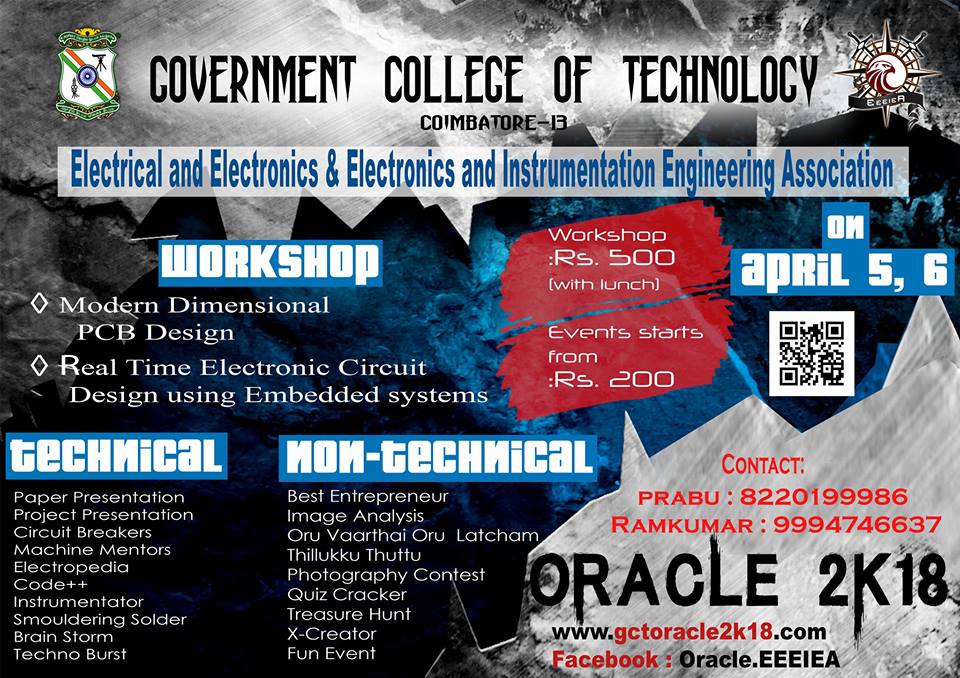 GOVERNMENT COLLEGE OF TECHNOLOGY
COIMBATORE-13
EEEIEA
Electrical and Electronics & Electronics and Instrumentation Engineering Association
WORKSHOP
◊ Modern Dimensional
PCB Design
◊ Real Time Electronic Circuit
Design using Embedded systems
Workshop
:Rs. 500
(with lunch)
Events starts
from
:Rs. 200
on
April 5, 6
Technical
Paper Presentation
Project Presentation
Circuit Breakers
Machine Mentors
Electropedia
Code++
Instrumentator
Smouldering Solder
Brain Storm
Techno Burst
Non-Technical
Best Entrepreneur
Image Analysis
Oru Vaarthai Oru Latcham
Thillukku Thuttu
Photography Contest
Quiz Cracker
Treasure Hunt
X-Creator
Fun Event
Contact:
PRABU : 8220199986
RAMKUMAR : 9994746637
ORACLE 2K18
www.gctoracle2k18.com
Facebook : Oracle.EEEIEA